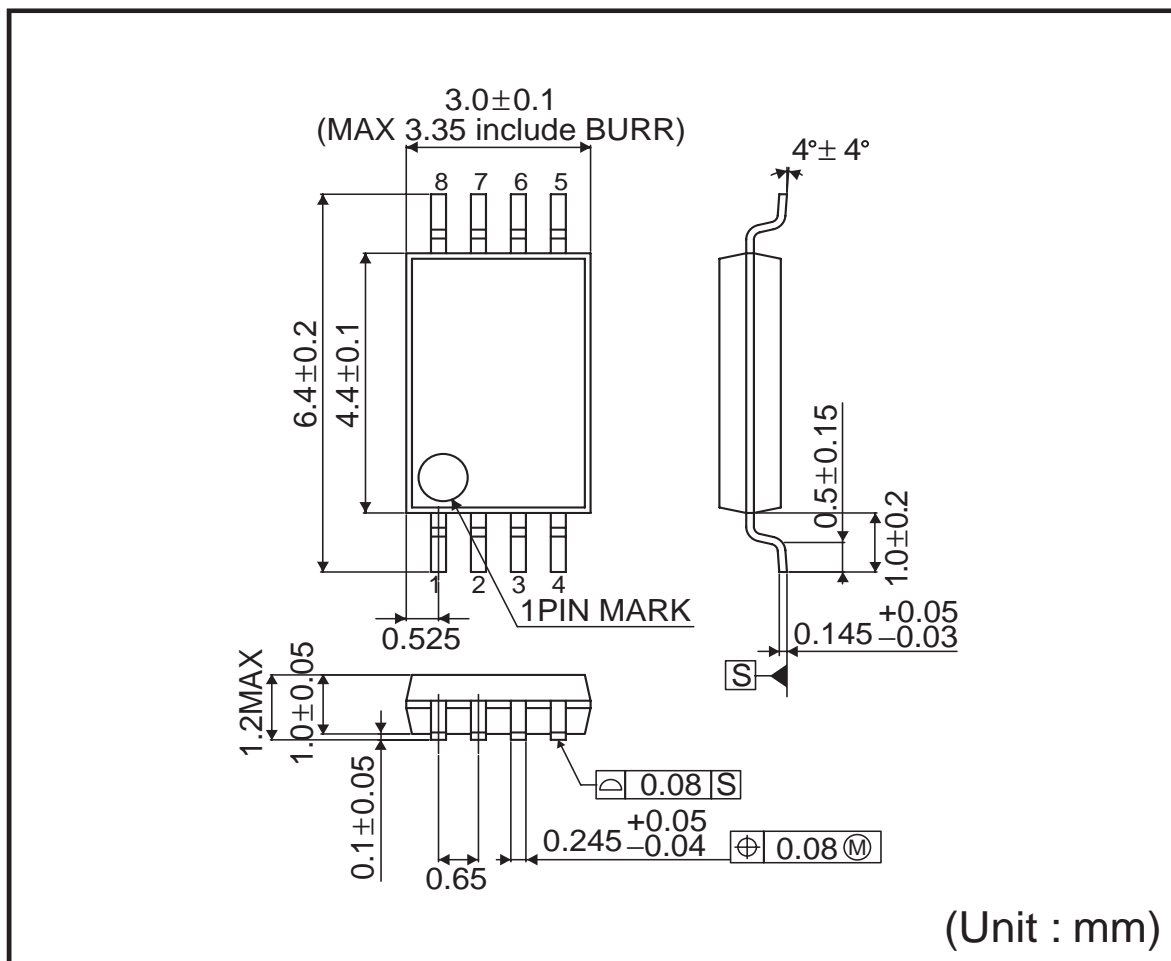 3.0±0.1
(MAX 3.35 include BURR)
4°± 4°
8 7 6 5
6.4±0.2
4.4±0.1
0.5±0.15
1.0±0.2
1 2 3 4
1PIN MARK
0.525
0.145 +0.05 −0.03
S
1.2MAX
1.0±0.05
0.1±0.05
⌓ 0.08 S
0.245 +0.05 −0.04
⌖ 0.08 Ⓜ
0.65
(Unit : mm)